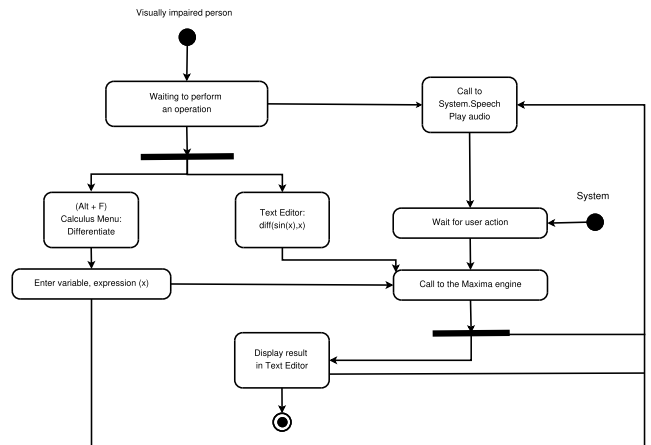 Visually impaired person
Waiting to perform
an operation
Call to
System.Speech
Play audio
(Alt + F)
Calculus Menu:
Differentiate
Text Editor:
diff(sin(x),x)
System
Wait for user action
Enter variable, expression (x)
Call to the Maxima engine
Display result
in Text Editor